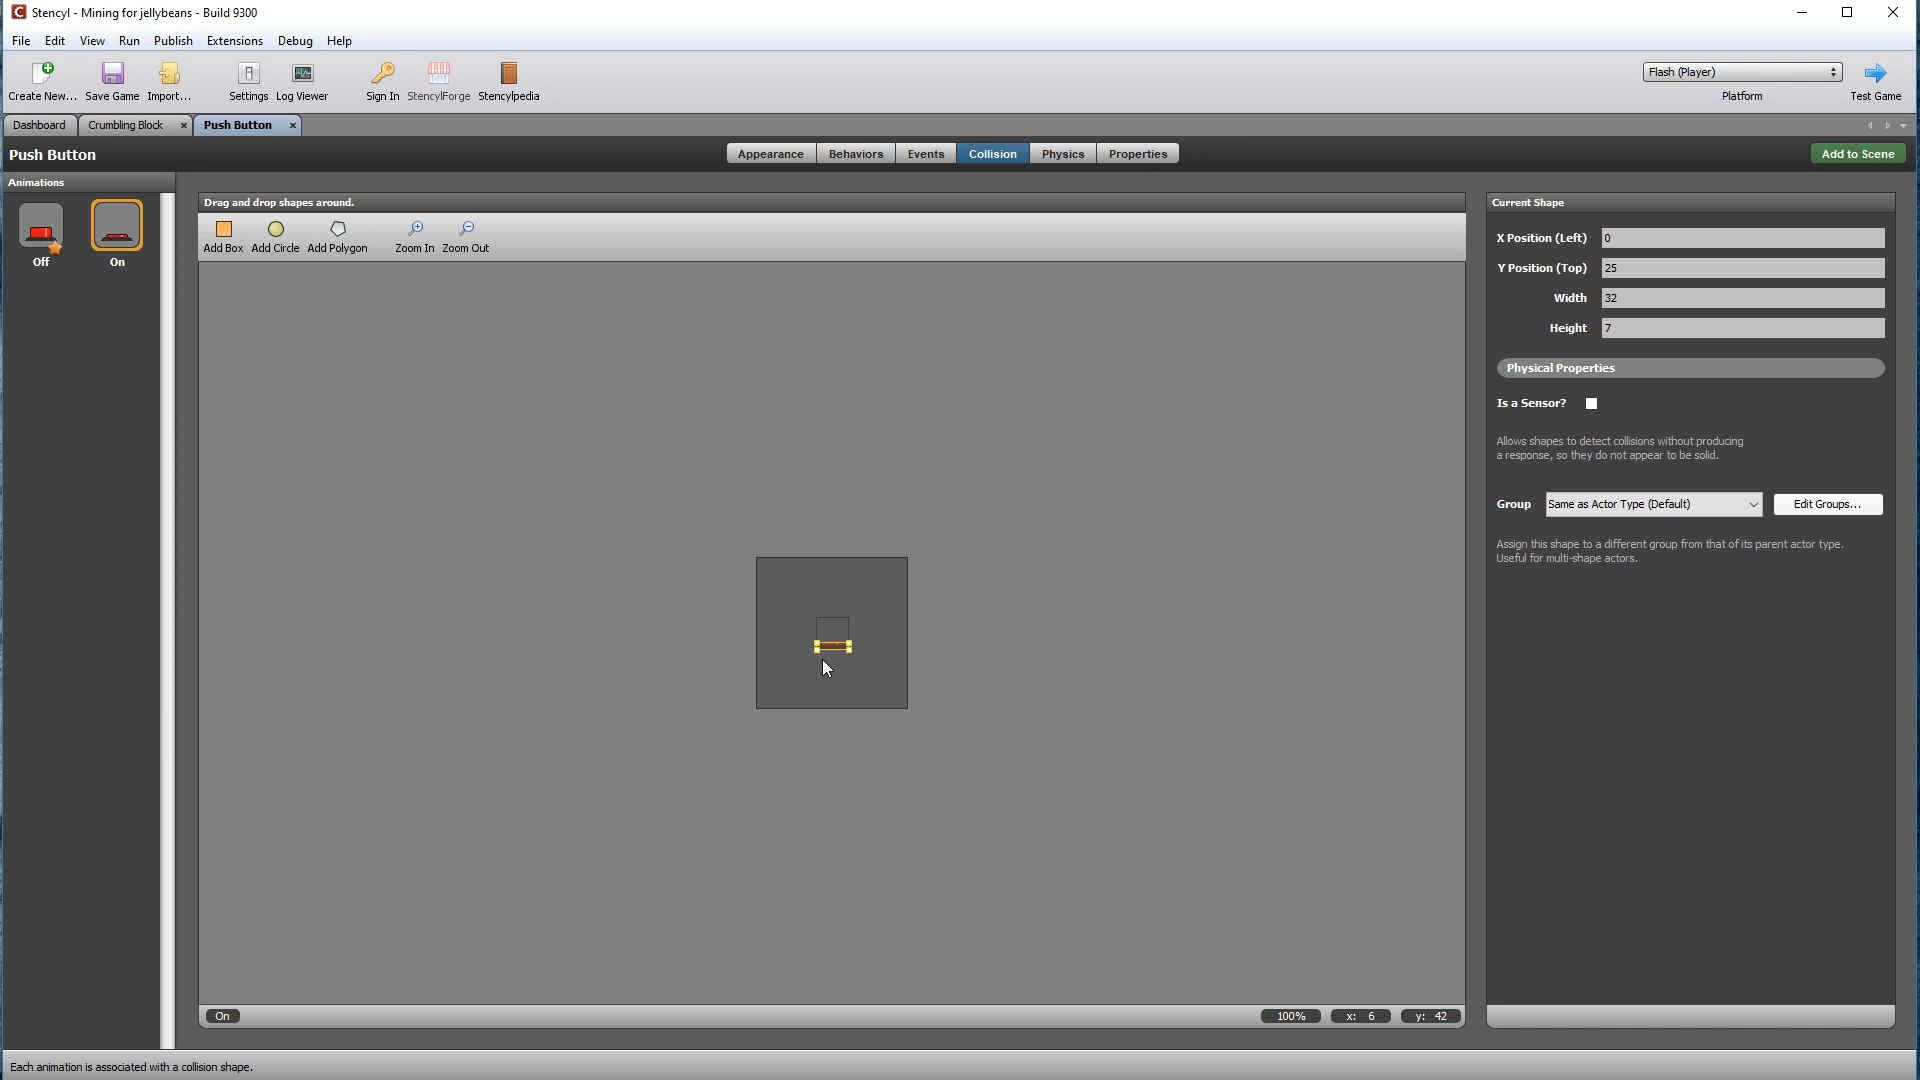 Stencyl - Mining for jellybeans - Build 9300
File Edit View Run Publish Extensions Debug Help
Create New... Save Game Import... Settings Log Viewer Sign In StencylForge Stencylpedia
Flash (Player)
Platform
Test Game
Dashboard Crumbling Block Push Button
Push Button
Appearance Behaviors Events Collision Physics Properties
Add to Scene
Animations
Off On
Drag and drop shapes around.
Add Box Add Circle Add Polygon Zoom In Zoom Out
Current Shape
X Position (Left) 0
Y Position (Top) 25
Width 32
Height 7
Physical Properties
Is a Sensor?
Allows shapes to detect collisions without producing
a response, so they do not appear to be solid.
Group Same as Actor Type (Default) Edit Groups...
Assign this shape to a different group from that of its parent actor type.
Useful for multi-shape actors.
On
100% x: 6 y: 42
Each animation is associated with a collision shape.